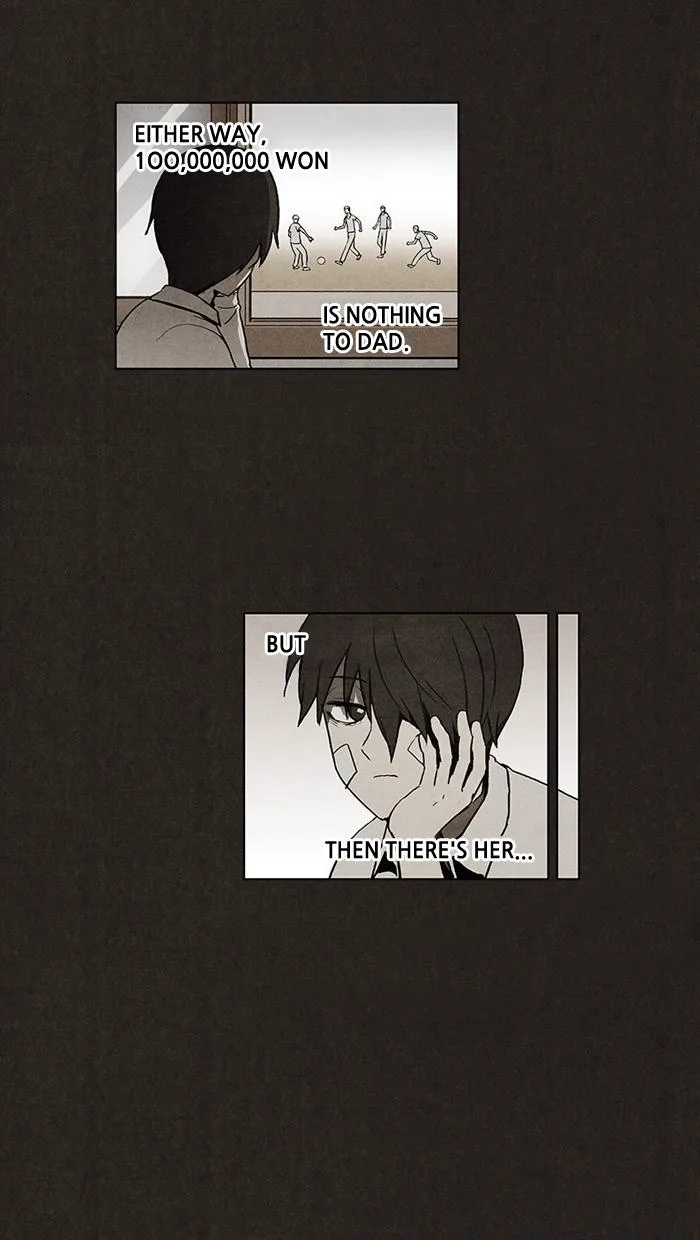 EITHER WAY,
100,000,000 WON
IS NOTHING
TO DAD.
BUT
THEN THERE'S HER...